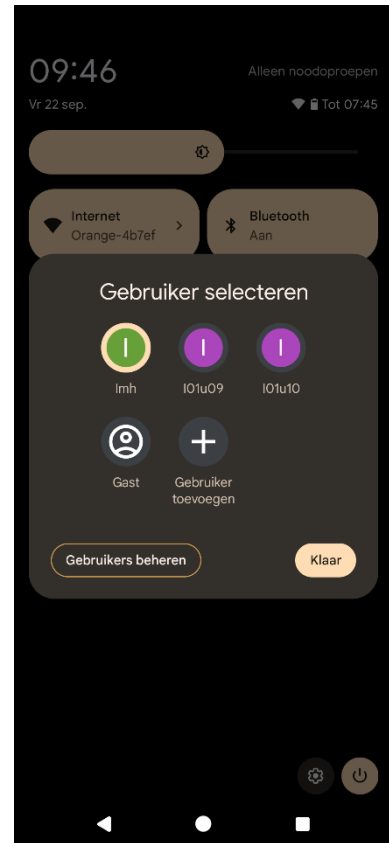 09:46
Alleen noodoproepen
Vr 22 sep.
Tot 07:45
Internet
Orange-4b7ef
Bluetooth
Aan
Gebruiker selecteren
I
I
I
Imh
I01u09
I01u10
Gast
Gebruiker
toevoegen
Gebruikers beheren
Klaar